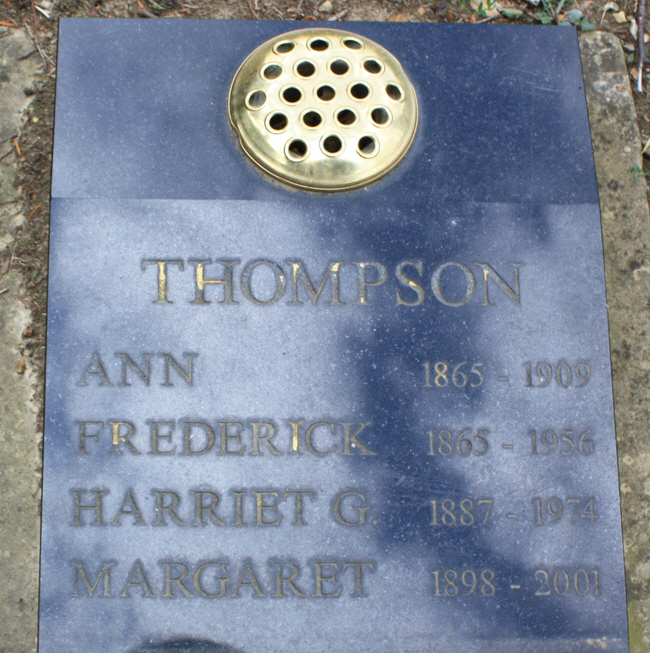 THOMPSON
ANN 1865 - 1909
FREDERICK 1865 - 1956
HARRIET G. 1887 - 1974
MARGARET 1898 - 2001